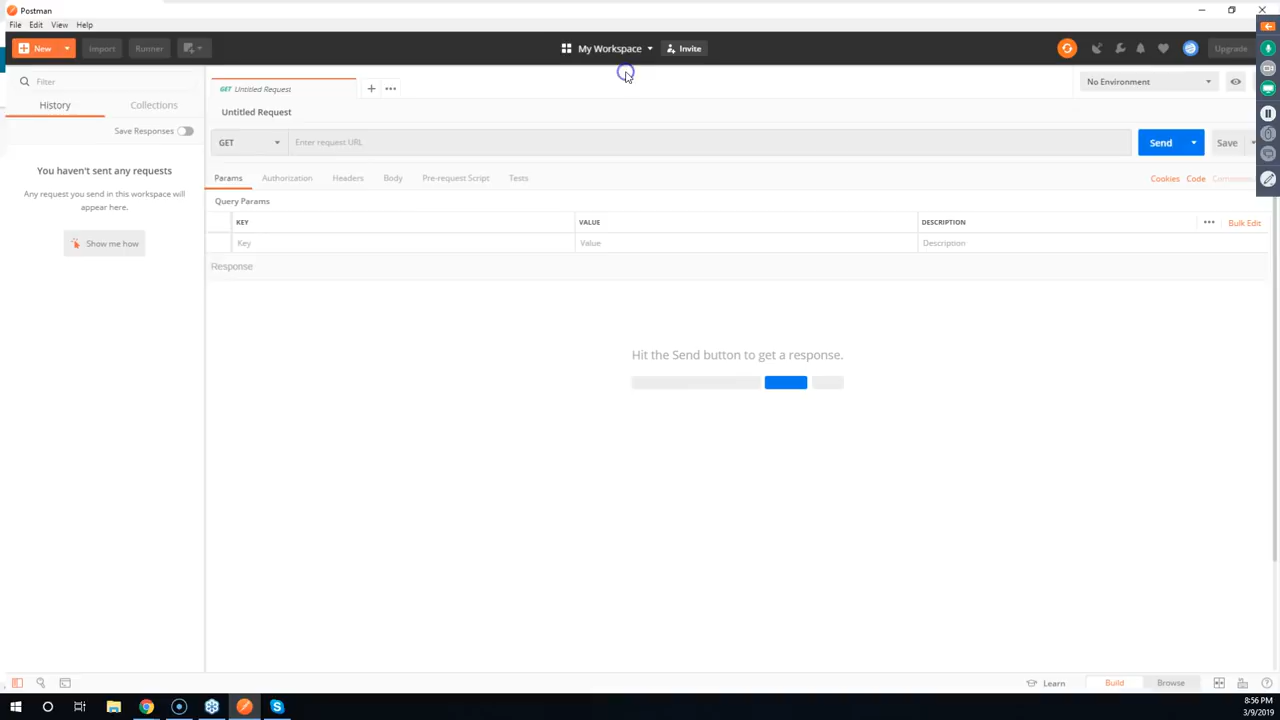 Postman
File Edit View Help
New Import Runner My Workspace Invite Upgrade
Filter
History Collections
Save Responses
You haven't sent any requests
Any request you send in this workspace will
appear here.
Show me how
GET Untitled Request
No Environment
Untitled Request
GET Enter request URL Send Save
Params Authorization Headers Body Pre-request Script Tests Cookies Code
Query Params
KEY VALUE DESCRIPTION Bulk Edit
Key Value Description
Response
Hit the Send button to get a response.
Learn Build Browse
8:56 PM
3/9/2019